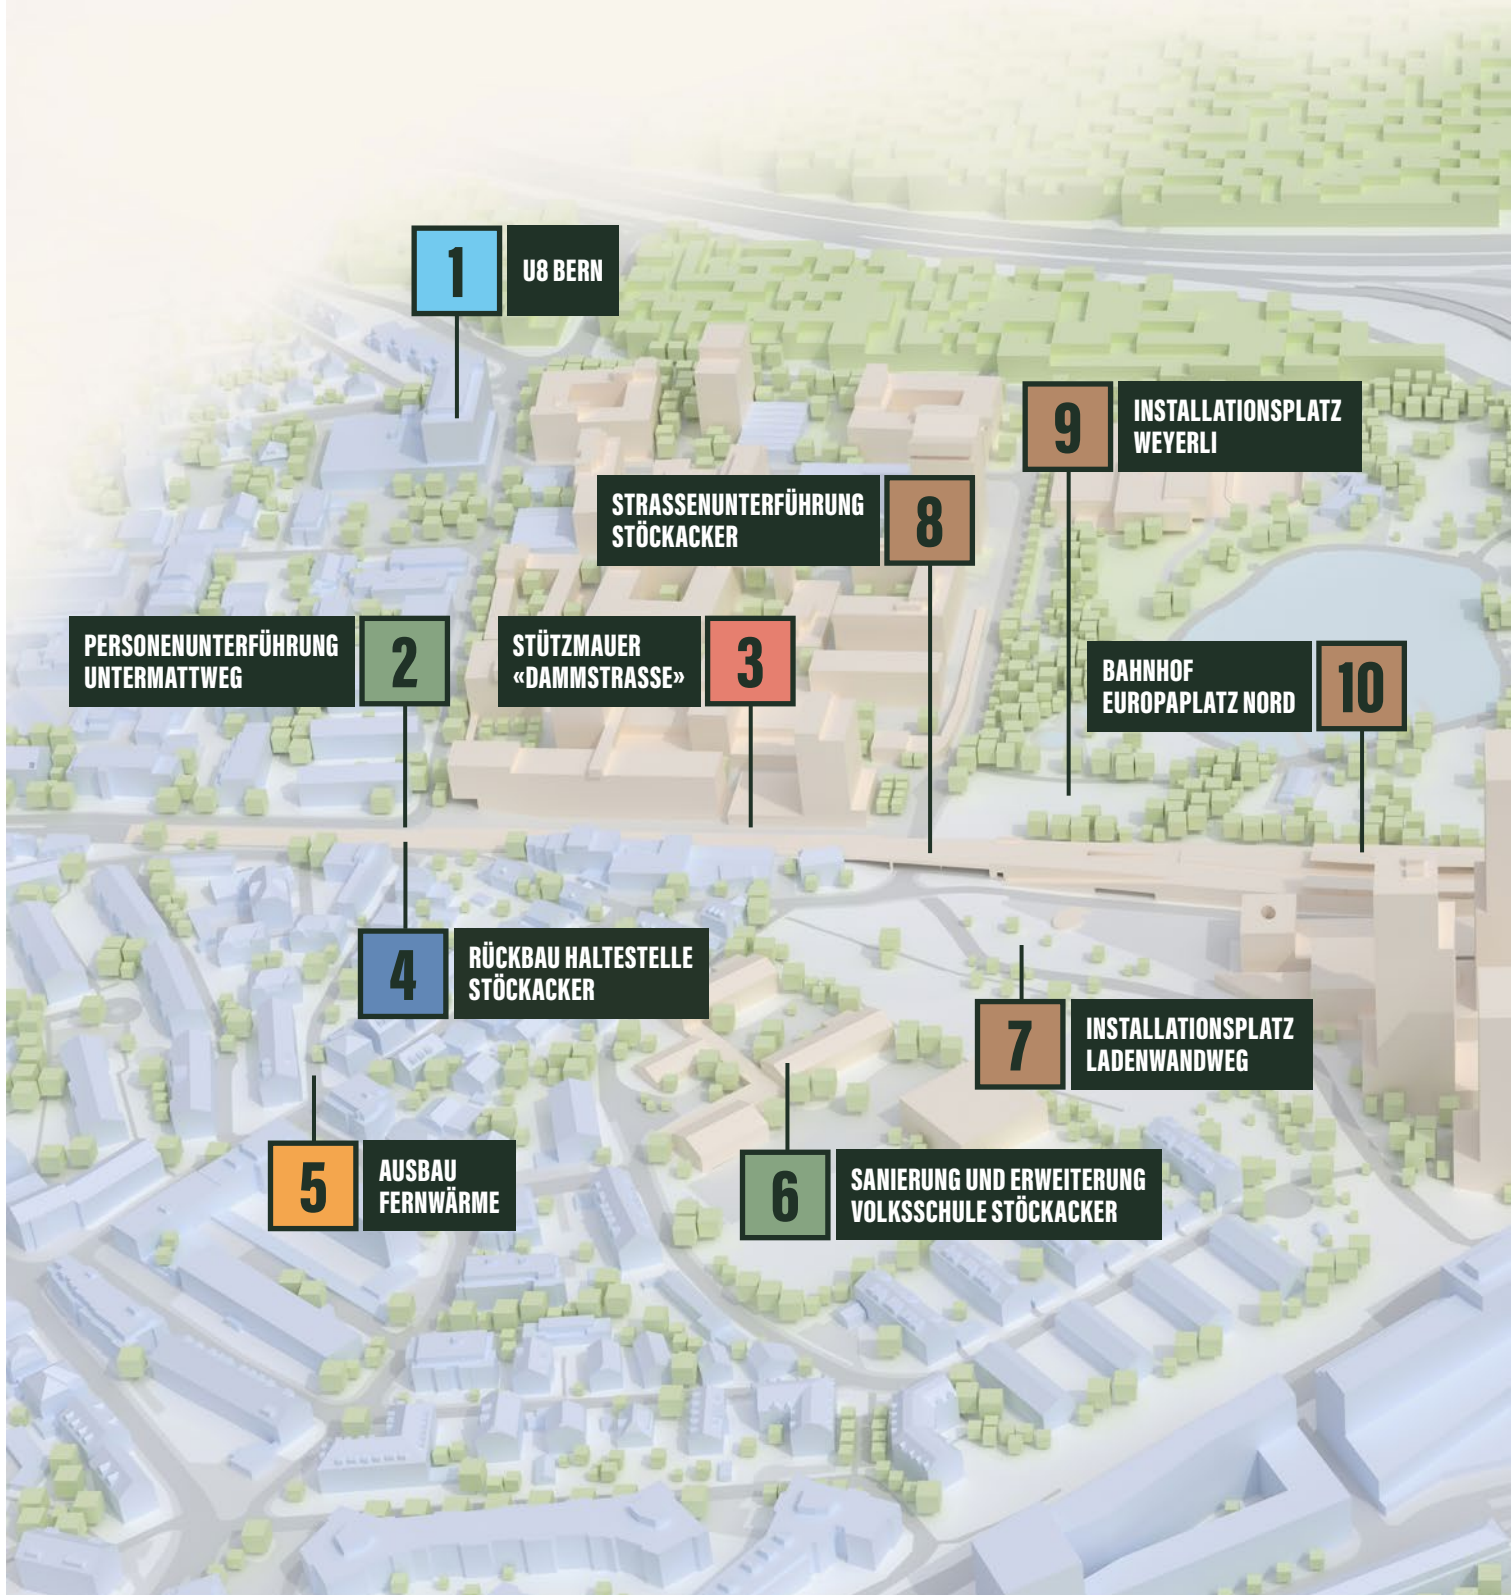 1
U8 BERN
9
INSTALLATIONSPLATZ
WEYERLI
STRASSENUNTERFÜHRUNG
STÖCKACKER
8
PERSONENUNTERFÜHRUNG
UNTERMATTWEG
2
STÜTZMAUER
«DAMMSTRASSE»
3
BAHNHOF
EUROPAPLATZ NORD
10
4
RÜCKBAU HALTESTELLE
STÖCKACKER
7
INSTALLATIONSPLATZ
LADENWANDWEG
5
AUSBAU
FERNWÄRME
6
SANIERUNG UND ERWEITERUNG
VOLKSSCHULE STÖCKACKER